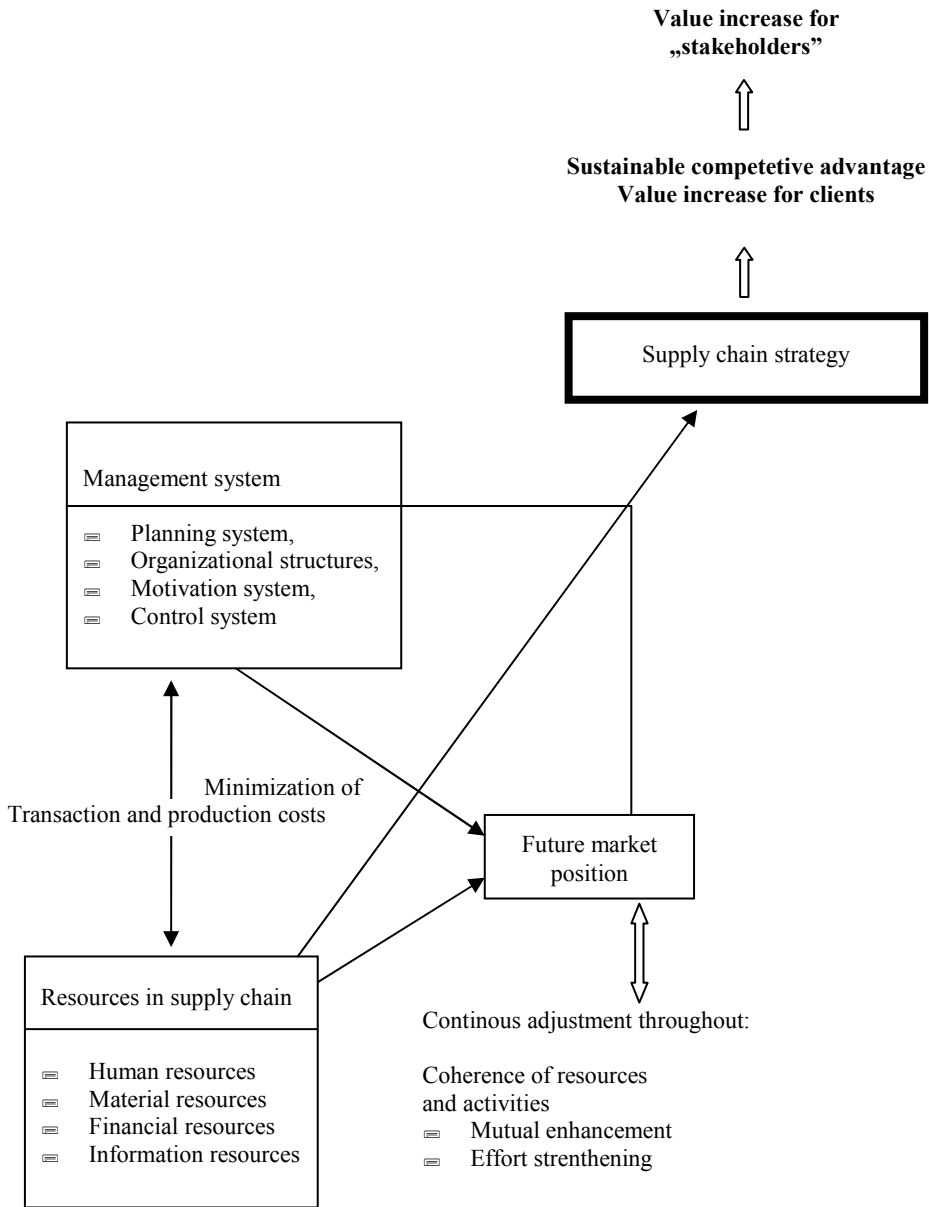 Value increase for
„stakeholders”
Sustainable competetive advantage
Value increase for clients
Supply chain strategy
Management system
Planning system,
Organizational structures,
Motivation system,
Control system
Minimization of
Transaction and production costs
Future market
position
Resources in supply chain
Human resources
Material resources
Financial resources
Information resources
Continous adjustment throughout:
Coherence of resources
and activities
Mutual enhancement
Effort strenthening